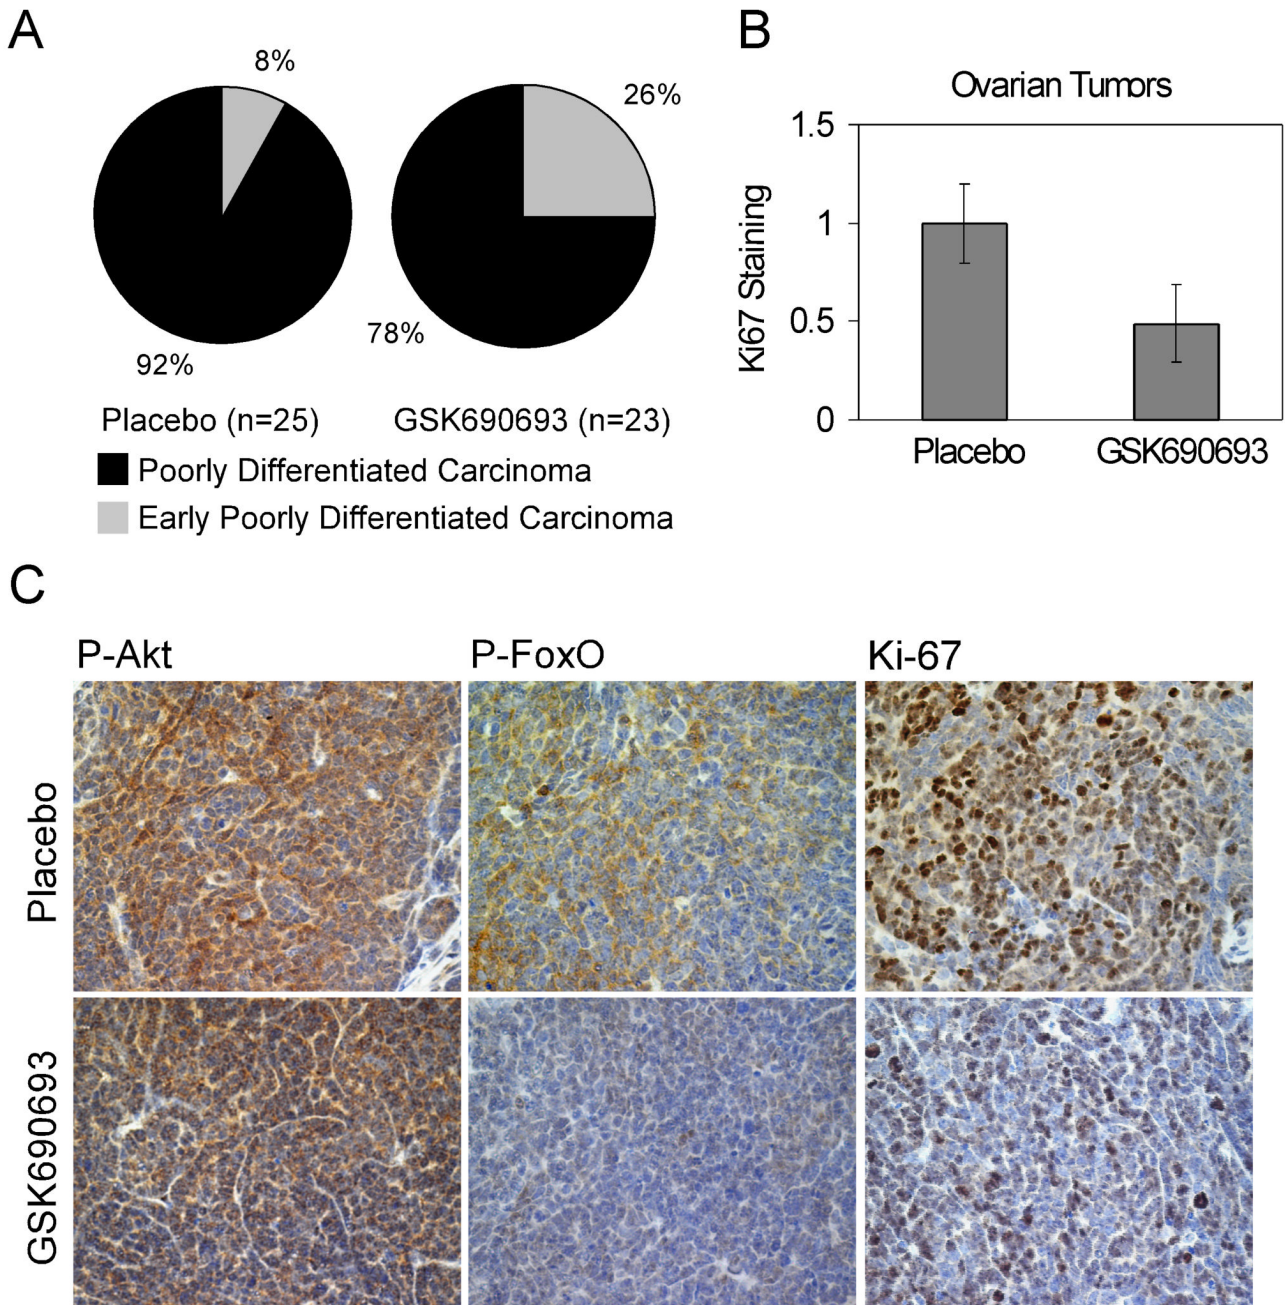 A
8%
92%
Placebo (n=25)
26%
78%
GSK690693 (n=23)
Poorly Differentiated Carcinoma
Early Poorly Differentiated Carcinoma
B
Ovarian Tumors
Ki67 Staining
1.5
1
0.5
0
Placebo
GSK690693
C
P-Akt
P-FoxO
Ki-67
Placebo
GSK690693